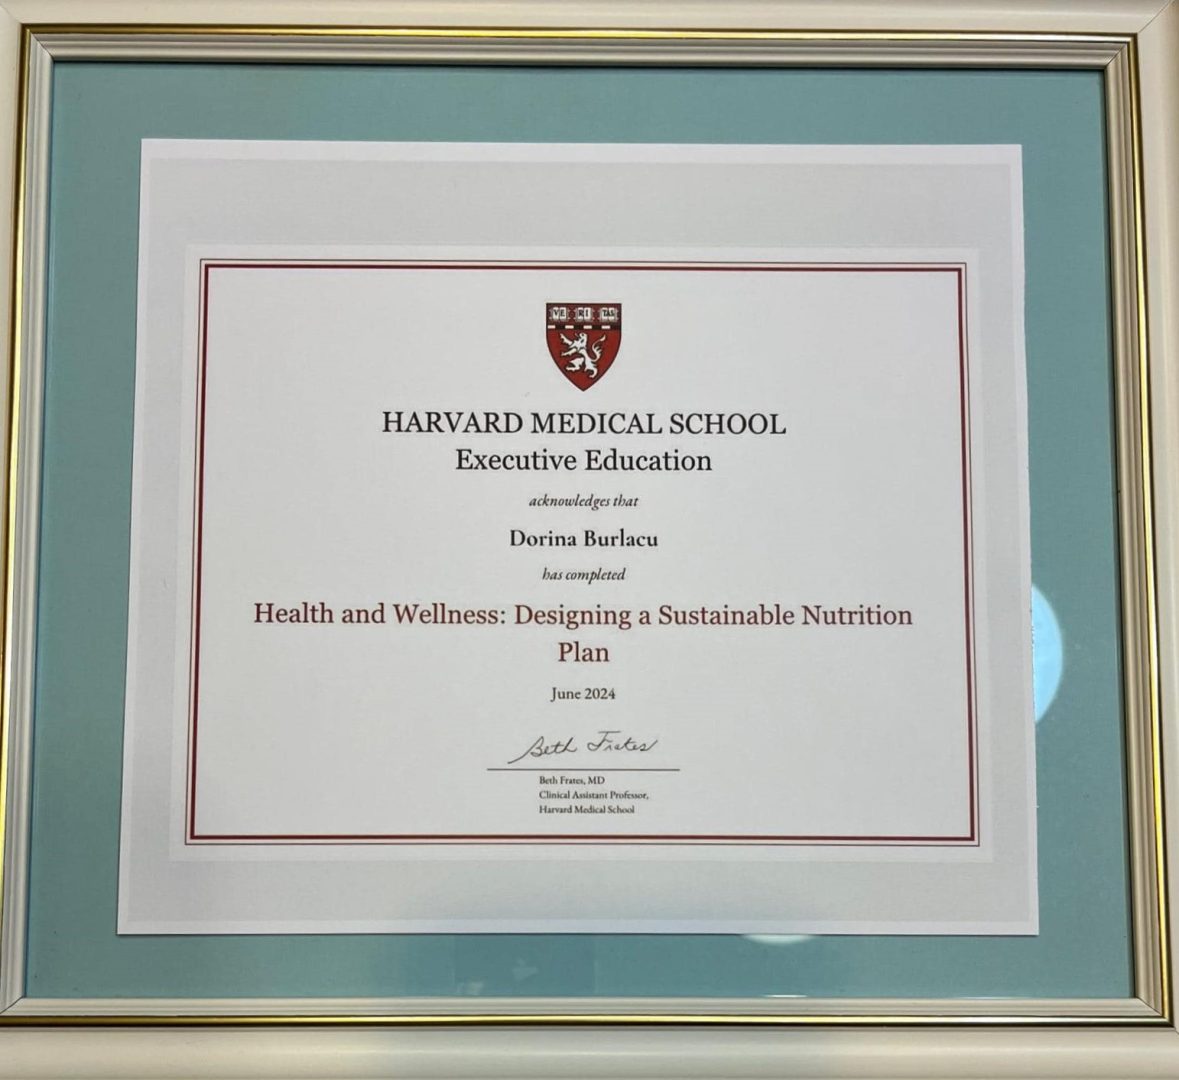 VE RI TAS
HARVARD MEDICAL SCHOOL
Executive Education
acknowledges that
Dorina Burlacu
has completed
Health and Wellness: Designing a Sustainable Nutrition
Plan
June 2024
Beth Frates
Beth Frates, MD
Clinical Assistant Professor,
Harvard Medical School